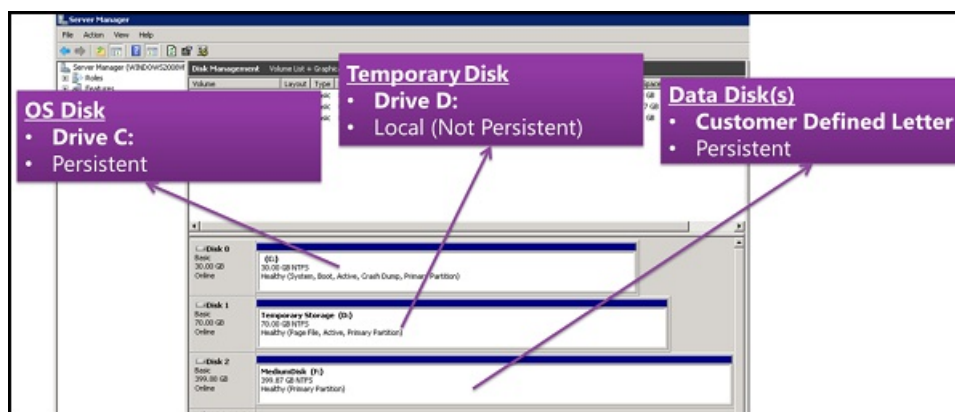 Server Manager
File Action View Help
Server Manager (WINDOWS2008
Roles
Features
Disk Management Volume List + Graphic
Volume Layout Type
OS Disk
• Drive C:
• Persistent
Temporary Disk
• Drive D:
• Local (Not Persistent)
Data Disk(s)
• Customer Defined Letter
• Persistent
Disk 0
Basic
30.00 GB
Online
(C:)
30.00 GB NTFS
Healthy (System, Boot, Active, Crash Dump, Primary Partition)
Disk 1
Basic
70.00 GB
Online
Temporary Storage (D:)
70.00 GB NTFS
Healthy (Page File, Active, Primary Partition)
Disk 2
Basic
399.88 GB
Online
MediumDisk (F:)
399.87 GB NTFS
Healthy (Primary Partition)